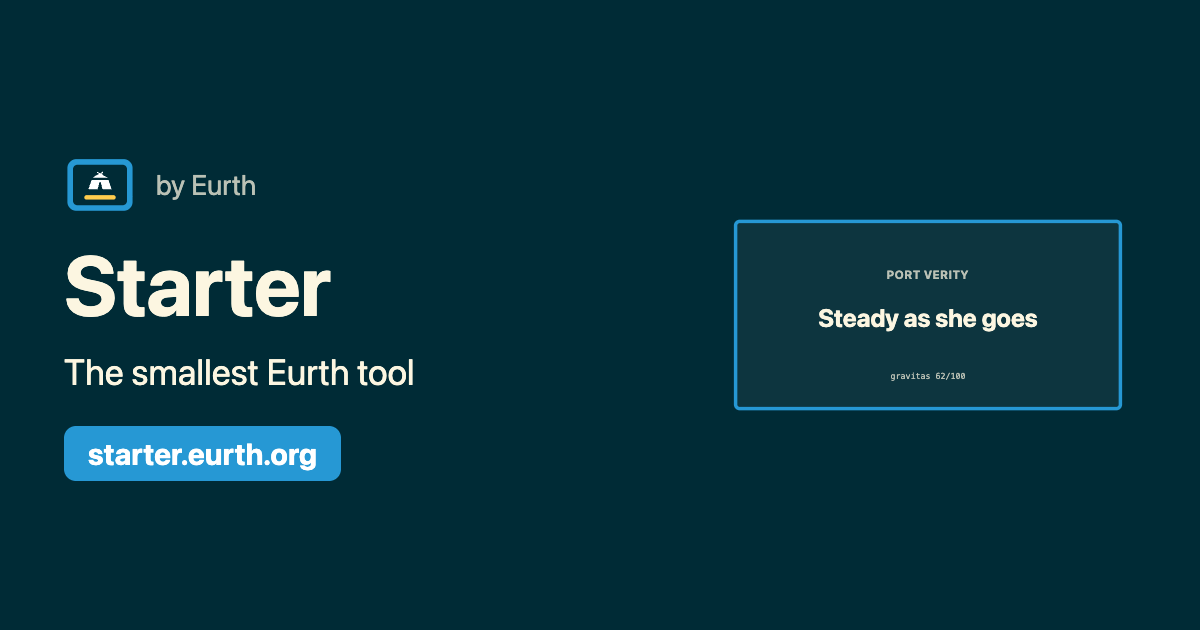 by Eurth
Starter
The smallest Eurth tool
starter.eurth.org
PORT VERITY
Steady as she goes
gravitas 62/100